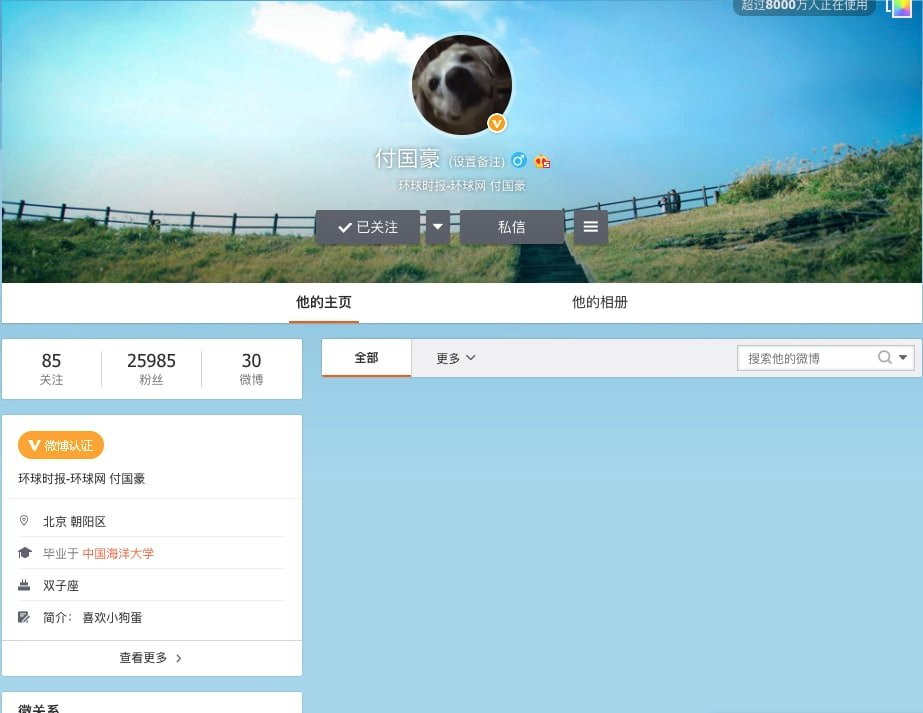 超过8000万人正在使用
付国豪 (设置备注)
环球时报-环球网 付国豪
已关注 私信
他的主页 他的相册
85 25985 30
关注 粉丝 微博
全部 更多 搜索他的微博
V 微博认证
环球时报-环球网 付国豪
北京 朝阳区
毕业于 中国海洋大学
双子座
简介： 喜欢小狗蛋
查看更多 >
微关系